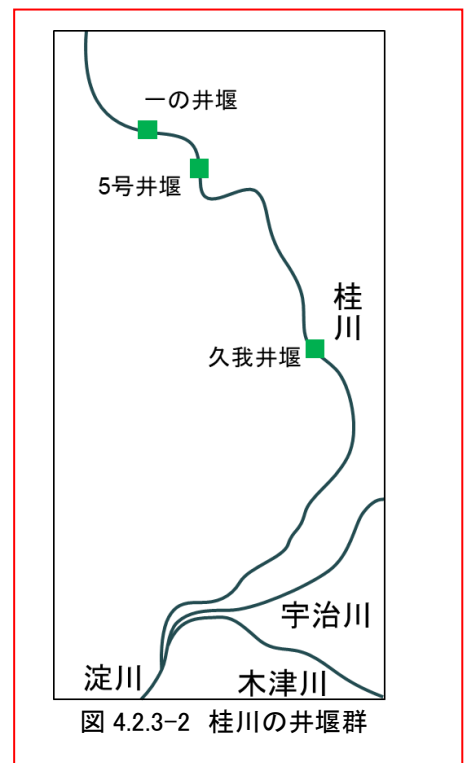 一の井堰
5号井堰
桂川
久我井堰
宇治川
淀川
木津川
図 4.2.3-2 桂川の井堰群